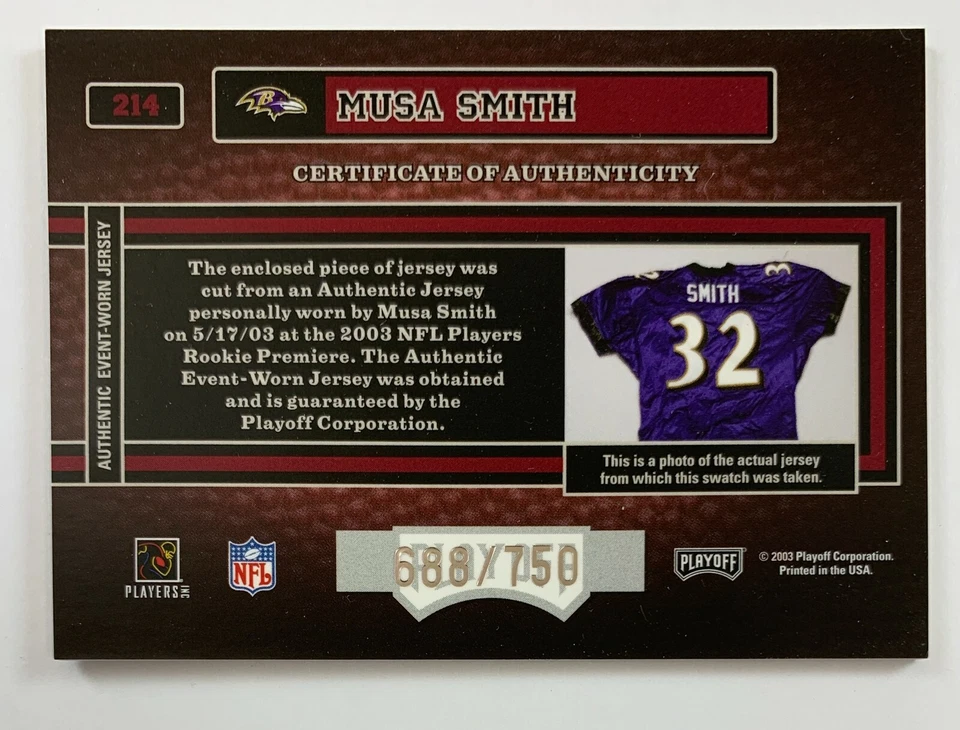 214
MUSA SMITH
CERTIFICATE OF AUTHENTICITY
AUTHENTIC EVENT-WORN JERSEY
The enclosed piece of jersey was
cut from an Authentic Jersey
personally worn by Musa Smith
on 5/17/03 at the 2003 NFL Players
Rookie Premiere. The Authentic
Event-Worn Jersey was obtained
and is guaranteed by the
Playoff Corporation.
32
32
SMITH
32
This is a photo of the actual jersey
from which this swatch was taken.
PLAYERS INC
NFL
PLAYOFF
688/750
PLAYOFF
© 2003 Playoff Corporation.
Printed in the USA.